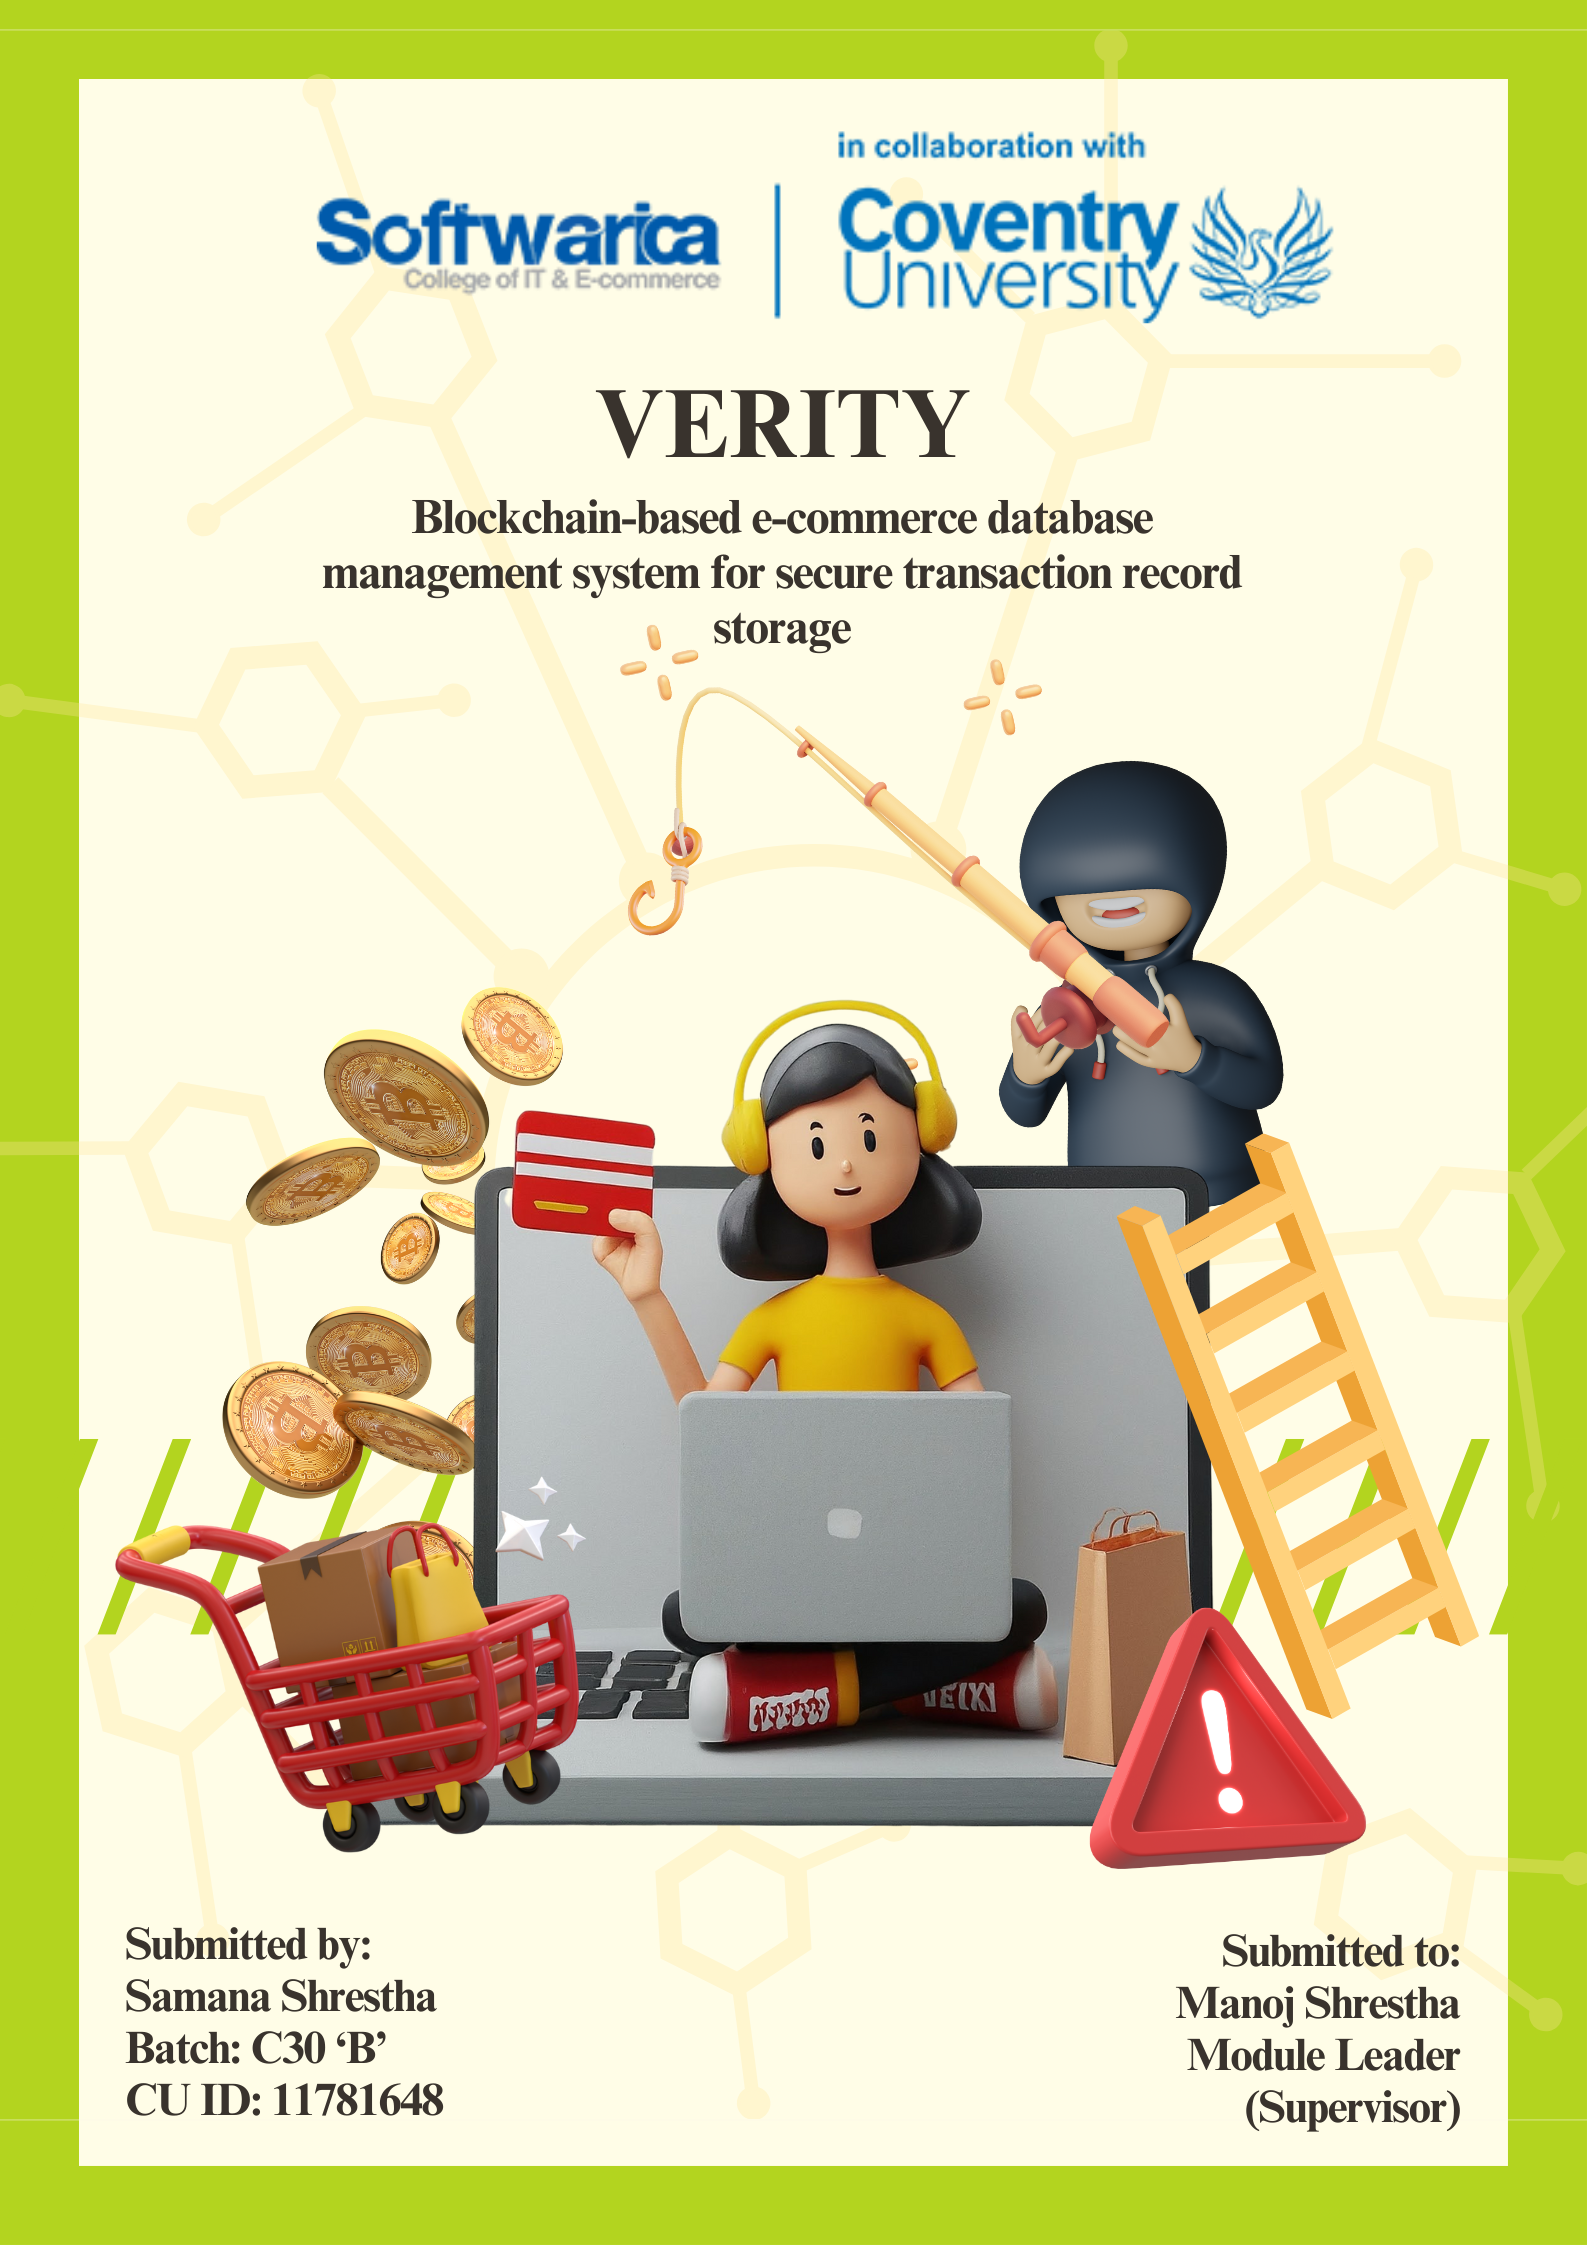 in collaboration with
Softwarica
College of IT & E-commerce
Coventry
University
VERITY
Blockchain-based e-commerce database
management system for secure transaction record
storage
Submitted by:
Samana Shrestha
Batch: C30 ‘B’
CU ID: 11781648
Submitted to:
Manoj Shrestha
Module Leader
(Supervisor)